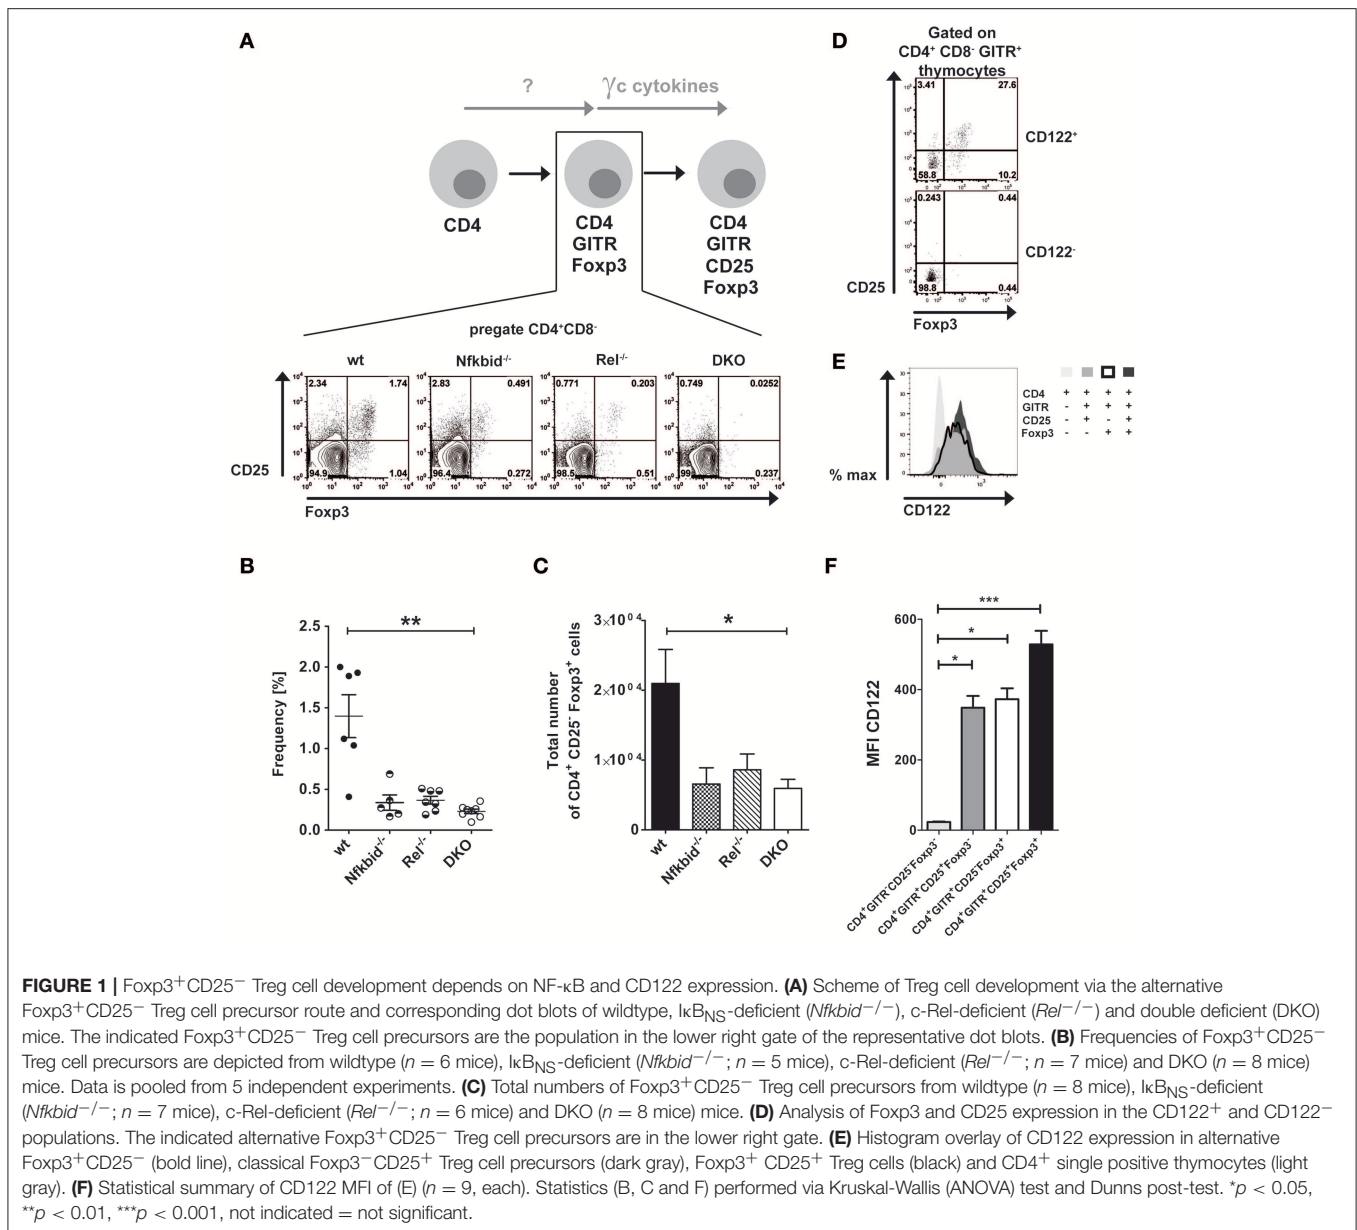 A
?
γc cytokines
CD4
CD4
GITR
Foxp3
CD4
GITR
CD25
Foxp3
pregate CD4⁺CD8⁻
wt
Nfkbid⁻/⁻
Rel⁻/⁻
DKO
2.34
1.74
94.9
1.04
2.83
0.491
96.4
0.272
0.771
0.203
98.5
0.51
0.749
0.0252
99
0.237
CD25
Foxp3
D
Gated on
CD4⁺ CD8⁻ GITR⁺
thymocytes
3.41
27.6
58.8
10.2
CD122⁺
0.243
0.44
98.8
0.44
CD122⁻
CD25
Foxp3
E
CD4 + + + +
GITR - + + +
CD25 - + - +
Foxp3 - - + +
% max
CD122
B
Frequency [%]
2.5
2.0
1.5
1.0
0.5
0.0
**
wt
Nfkbid⁻/⁻
Rel⁻/⁻
DKO
C
Total number
of CD4⁺ CD25⁻ Foxp3⁺ cells
3×10⁰⁴
2×10⁰⁴
1×10⁰⁴
0
*
wt
Nfkbid⁻/⁻
Rel⁻/⁻
DKO
F
MFI CD122
600
400
200
0
***
*
*
CD4⁺GITR⁻CD25⁻Foxp3⁻
CD4⁺GITR⁺CD25⁺Foxp3⁻
CD4⁺GITR⁺CD25⁻Foxp3⁺
CD4⁺GITR⁺CD25⁺Foxp3⁺
FIGURE 1 | Foxp3+CD25− Treg cell development depends on NF-κB and CD122 expression. (A) Scheme of Treg cell development via the alternative
Foxp3+CD25− Treg cell precursor route and corresponding dot blots of wildtype, IκBNS-deficient (Nfkbid−/−), c-Rel-deficient (Rel−/−) and double deficient (DKO)
mice. The indicated Foxp3+CD25− Treg cell precursors are the population in the lower right gate of the representative dot blots. (B) Frequencies of Foxp3+CD25−
Treg cell precursors are depicted from wildtype (n = 6 mice), IκBNS-deficient (Nfkbid−/−; n = 5 mice), c-Rel-deficient (Rel−/−; n = 7 mice) and DKO (n = 8 mice)
mice. Data is pooled from 5 independent experiments. (C) Total numbers of Foxp3+CD25− Treg cell precursors from wildtype (n = 8 mice), IκBNS-deficient
(Nfkbid−/−; n = 7 mice), c-Rel-deficient (Rel−/−; n = 6 mice) and DKO (n = 8 mice) mice. (D) Analysis of Foxp3 and CD25 expression in the CD122+ and CD122−
populations. The indicated alternative Foxp3+CD25− Treg cell precursors are in the lower right gate. (E) Histogram overlay of CD122 expression in alternative
Foxp3+CD25− (bold line), classical Foxp3−CD25+ Treg cell precursors (dark gray), Foxp3+ CD25+ Treg cells (black) and CD4+ single positive thymocytes (light
gray). (F) Statistical summary of CD122 MFI of (E) (n = 9, each). Statistics (B, C and F) performed via Kruskal-Wallis (ANOVA) test and Dunns post-test. *p < 0.05,
**p < 0.01, ***p < 0.001, not indicated = not significant.